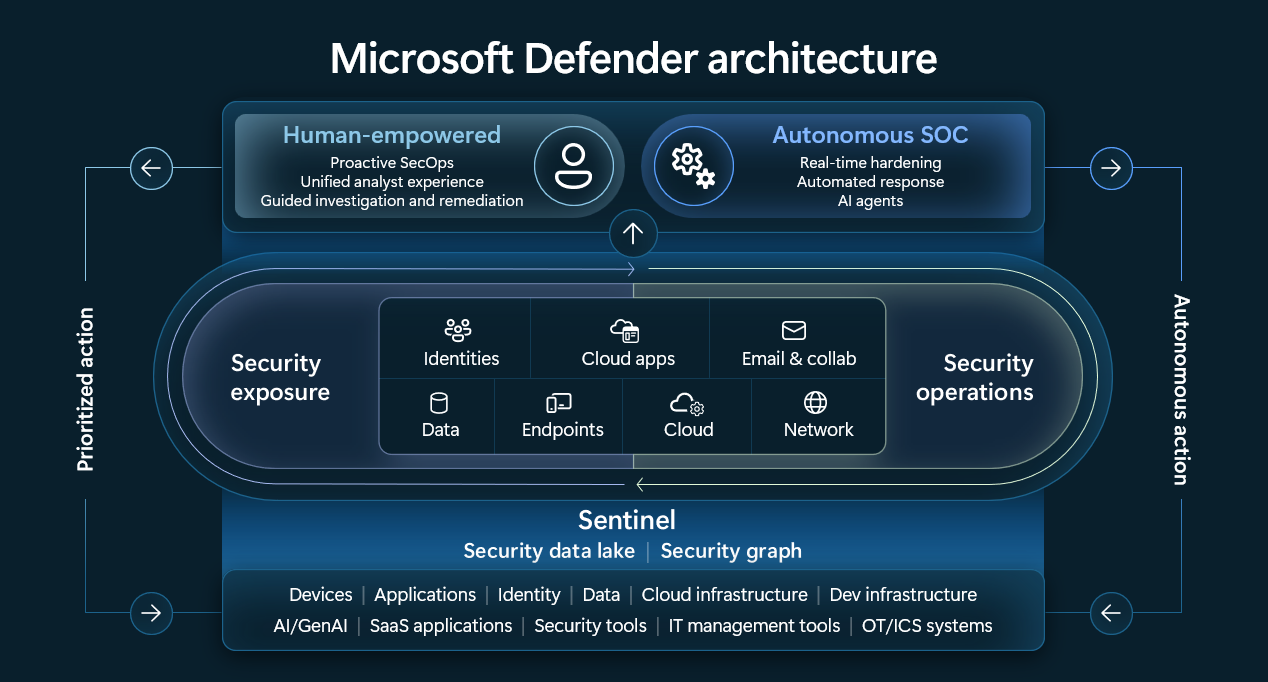 Microsoft Defender architecture
Human-empowered
Proactive SecOps
Unified analyst experience
Guided investigation and remediation
Autonomous SOC
Real-time hardening
Automated response
AI agents
Prioritized action
Security
exposure
Identities
Cloud apps
Email & collab
Data
Endpoints
Cloud
Network
Security
operations
Autonomous action
Sentinel
Security data lake | Security graph
Devices | Applications | Identity | Data | Cloud infrastructure | Dev infrastructure
AI/GenAI | SaaS applications | Security tools | IT management tools | OT/ICS systems